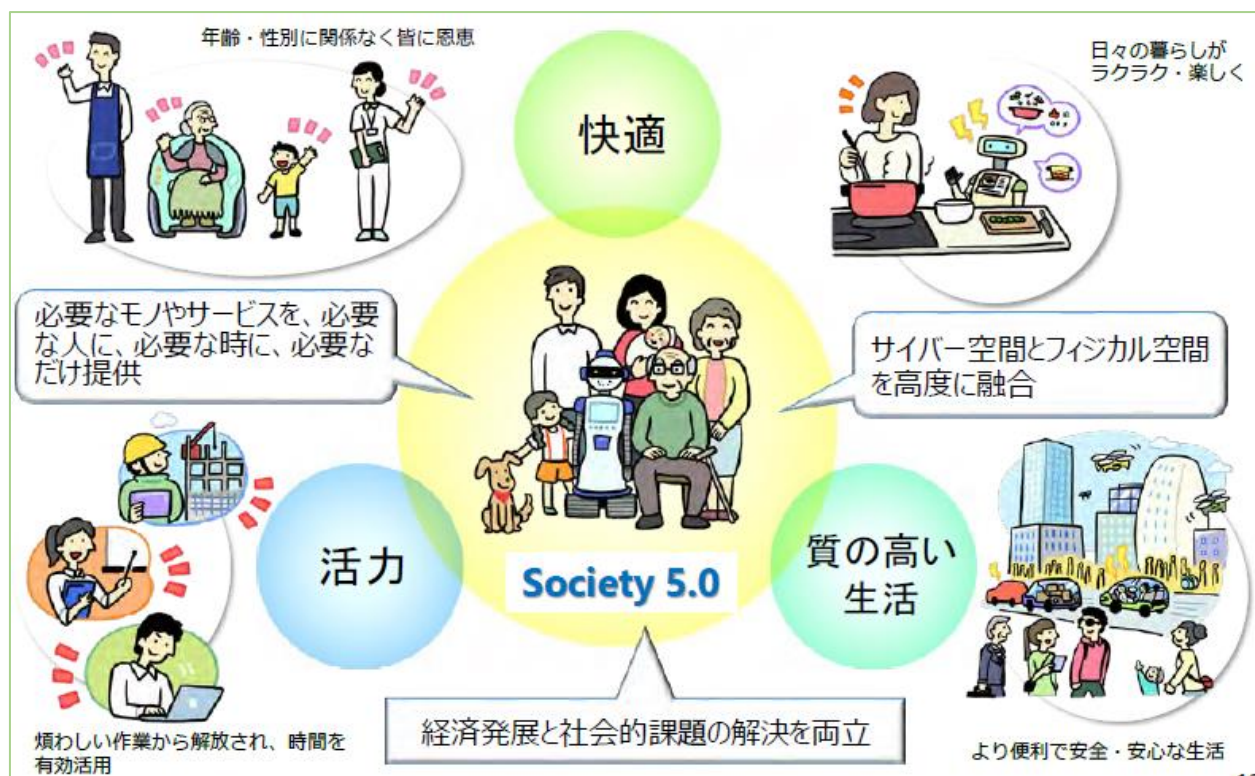 年齢・性別に関係なく皆に恩恵
快適
日々の暮らしが
ラクラク・楽しく
必要なモノやサービスを、必要
な人に、必要な時に、必要な
だけ提供
サイバー空間とフィジカル空間
を高度に融合
活力
Society 5.0
質の高い
生活
経済発展と社会的課題の解決を両立
煩わしい作業から解放され、時間を
有効活用
より便利で安全・安心な生活